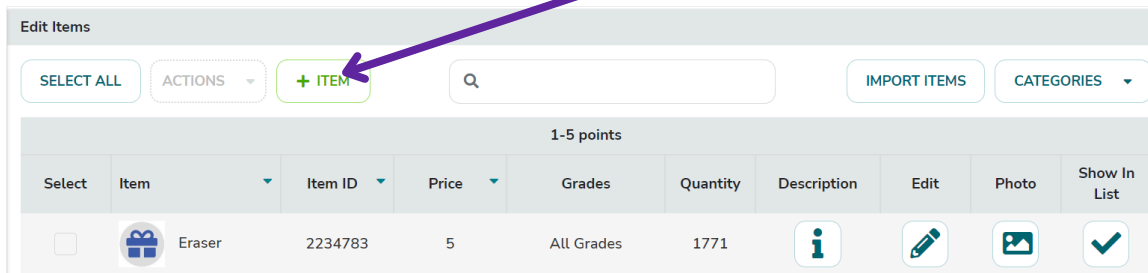 Edit Items
SELECT ALL ACTIONS + ITEM IMPORT ITEMS CATEGORIES
1-5 points
Select Item Item ID Price Grades Quantity Description Edit Photo Show In List
Eraser 2234783 5 All Grades 1771